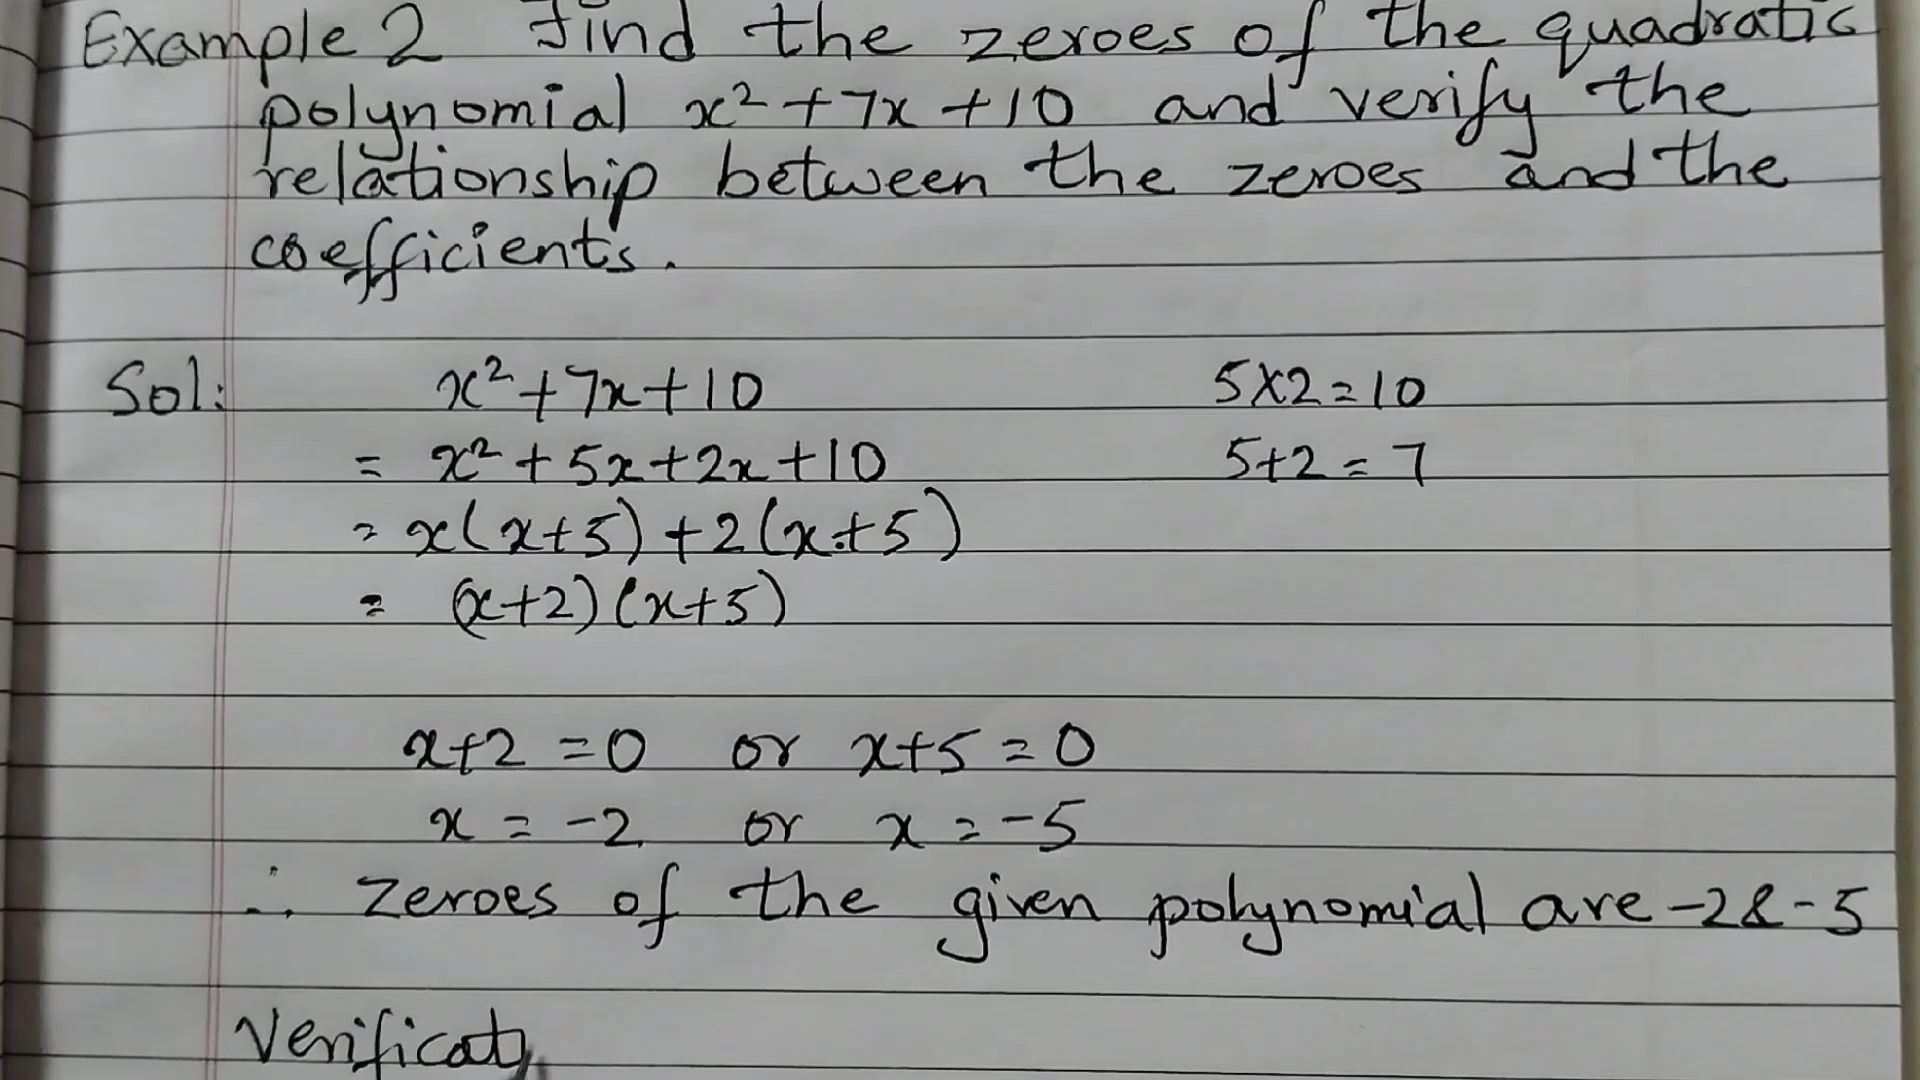 Example 2 Find the zeroes of the quadratic
polynomial x² + 7x + 10 and verify the
relationship between the zeroes and the
coefficients.
Sol: x² + 7x + 10 5×2=10
= x² + 5x + 2x + 10 5+2=7
= x(x+5) + 2(x+5)
= (x+2)(x+5)
x+2 = 0 or x+5 = 0
x = -2 or x = -5
∴ zeroes of the given polynomial are -2 & -5
Verificat